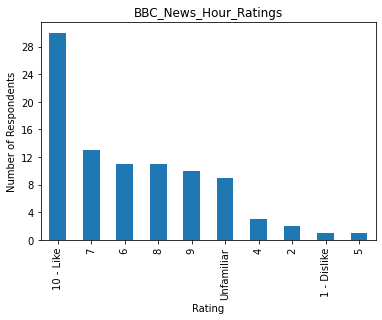 BBC_News_Hour_Ratings
Number of Respondents
28
24
20
16
12
8
4
0
10 - Like
7
6
8
9
Unfamiliar
4
2
1 - Dislike
5
Rating